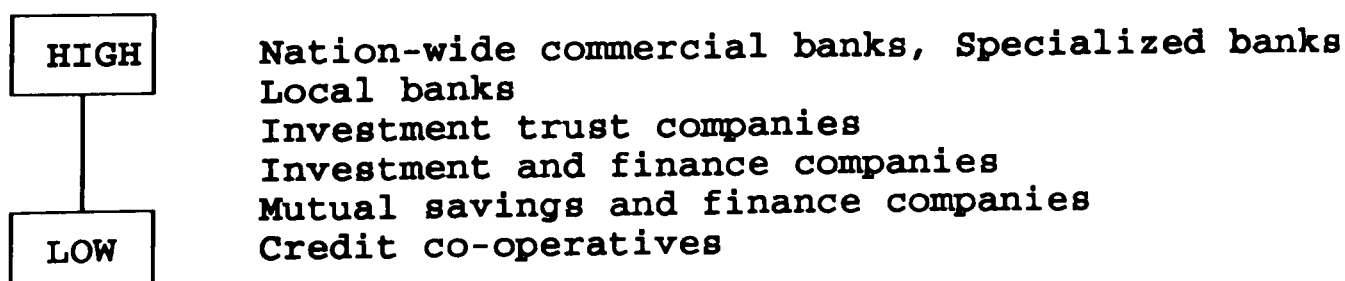 HIGH Nation-wide commercial banks, Specialized banks
Local banks
Investment trust companies
Investment and finance companies
Mutual savings and finance companies
LOW Credit co-operatives